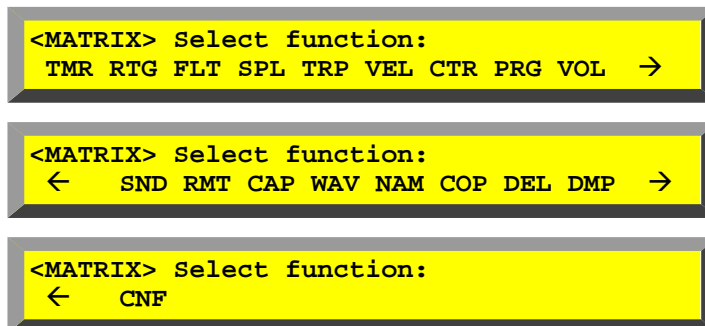 <MATRIX> Select function:
TMR RTG FLT SPL TRP VEL CTR PRG VOL →
<MATRIX> Select function:
← SND RMT CAP WAV NAM COP DEL DMP →
<MATRIX> Select function:
← CNF